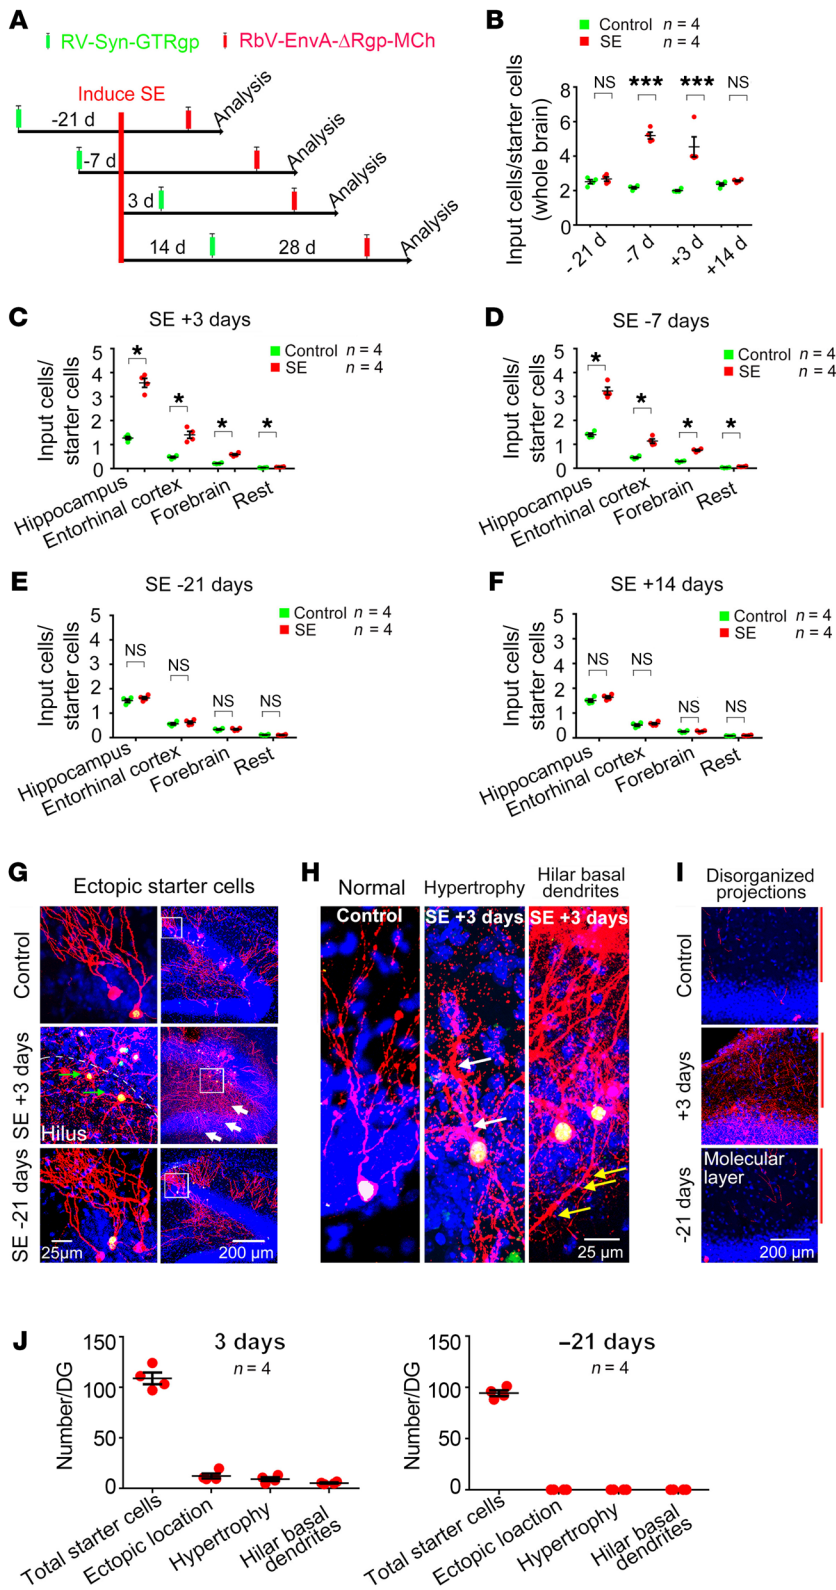 A
RV-Syn-GTRgp
RbV-EnvA-ΔRgp-MCh
Induce SE
-21 d
Analysis
-7 d
Analysis
3 d
Analysis
14 d
28 d
Analysis
B
Control n = 4
SE n = 4
Input cells/starter cells
(whole brain)
8
6
4
2
0
NS
***
***
NS
- 21 d
-7 d
+3 d
+14 d
C
SE +3 days
Control n = 4
SE n = 4
Input cells/
starter cells
5
4
3
2
1
0
*
*
*
*
Hippocampus
Entorhinal cortex
Forebrain
Rest
D
SE -7 days
Control n = 4
SE n = 4
Input cells/
starter cells
5
4
3
2
1
0
*
*
*
*
Hippocampus
Entorhinal cortex
Forebrain
Rest
E
SE -21 days
Control n = 4
SE n = 4
Input cells/
starter cells
5
4
3
2
1
0
NS
NS
NS
NS
Hippocampus
Entorhinal cortex
Forebrain
Rest
F
SE +14 days
Control n = 4
SE n = 4
Input cells/
starter cells
5
4
3
2
1
0
NS
NS
NS
NS
Hippocampus
Entorhinal cortex
Forebrain
Rest
G
Ectopic starter cells
Control
SE +3 days
Hilus
SE -21 days
25µm
200 µm
H
Normal
Control
Hypertrophy
SE +3 days
Hilar basal
dendrites
SE +3 days
25 µm
I
Disorganized
projections
Control
+3 days
-21 days
Molecular
layer
200 µm
J
3 days
n = 4
Number/DG
150
100
50
0
Total starter cells
Ectopic location
Hypertrophy
Hilar basal
dendrites
–21 days
n = 4
Number/DG
150
100
50
0
Total starter cells
Ectopic loaction
Hypertrophy
Hilar basal
dendrites